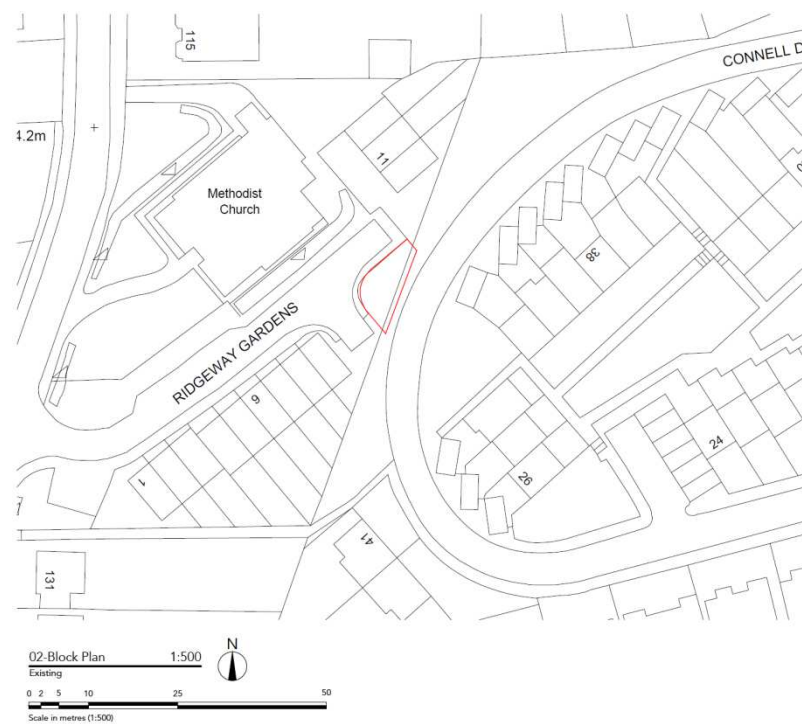 115
CONNELL D
4.2m
11
Methodist
Church
38
RIDGEWAY GARDENS
9
1
26
24
41
131
02-Block Plan 1:500
Existing
N
0 2 5 10 25 50
Scale in metres (1:500)